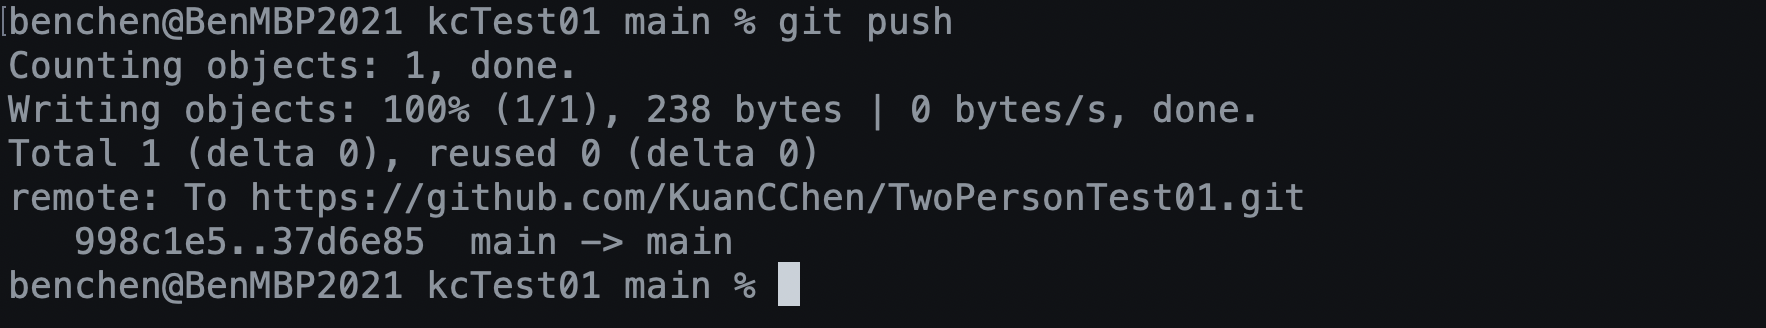 [benchen@BenMBP2021 kcTest01 main % git push
Counting objects: 1, done.
Writing objects: 100% (1/1), 238 bytes | 0 bytes/s, done.
Total 1 (delta 0), reused 0 (delta 0)
remote: To https://github.com/KuanCChen/TwoPersonTest01.git
   998c1e5..37d6e85  main -> main
benchen@BenMBP2021 kcTest01 main %